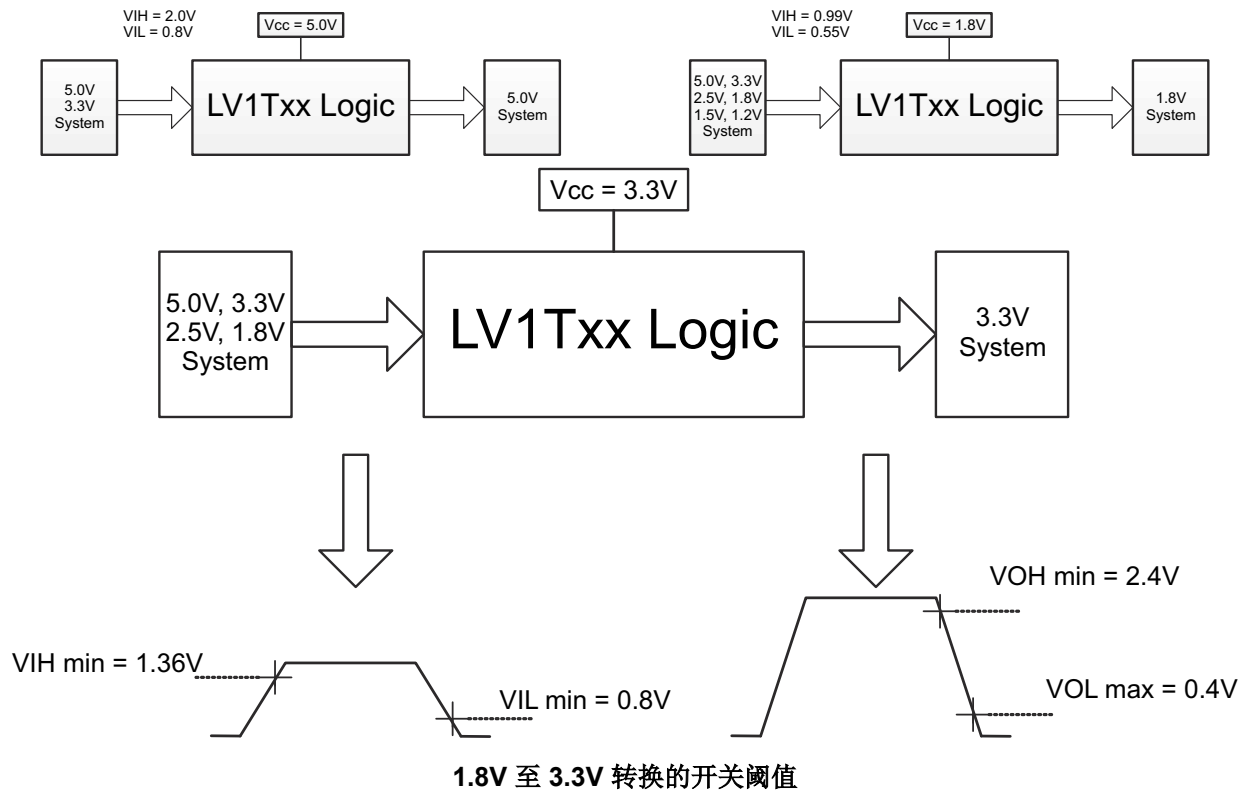 VIH = 2.0V
VIL = 0.8V
Vcc = 5.0V
5.0V
3.3V
System
LV1Txx Logic
5.0V
System
VIH = 0.99V
VIL = 0.55V
Vcc = 1.8V
5.0V, 3.3V
2.5V, 1.8V
1.5V, 1.2V
System
LV1Txx Logic
1.8V
System
Vcc = 3.3V
5.0V, 3.3V
2.5V, 1.8V
System
LV1Txx Logic
3.3V
System
VIH min = 1.36V
VIL min = 0.8V
VOH min = 2.4V
VOL max = 0.4V
1.8V 至 3.3V 转换的开关阈值